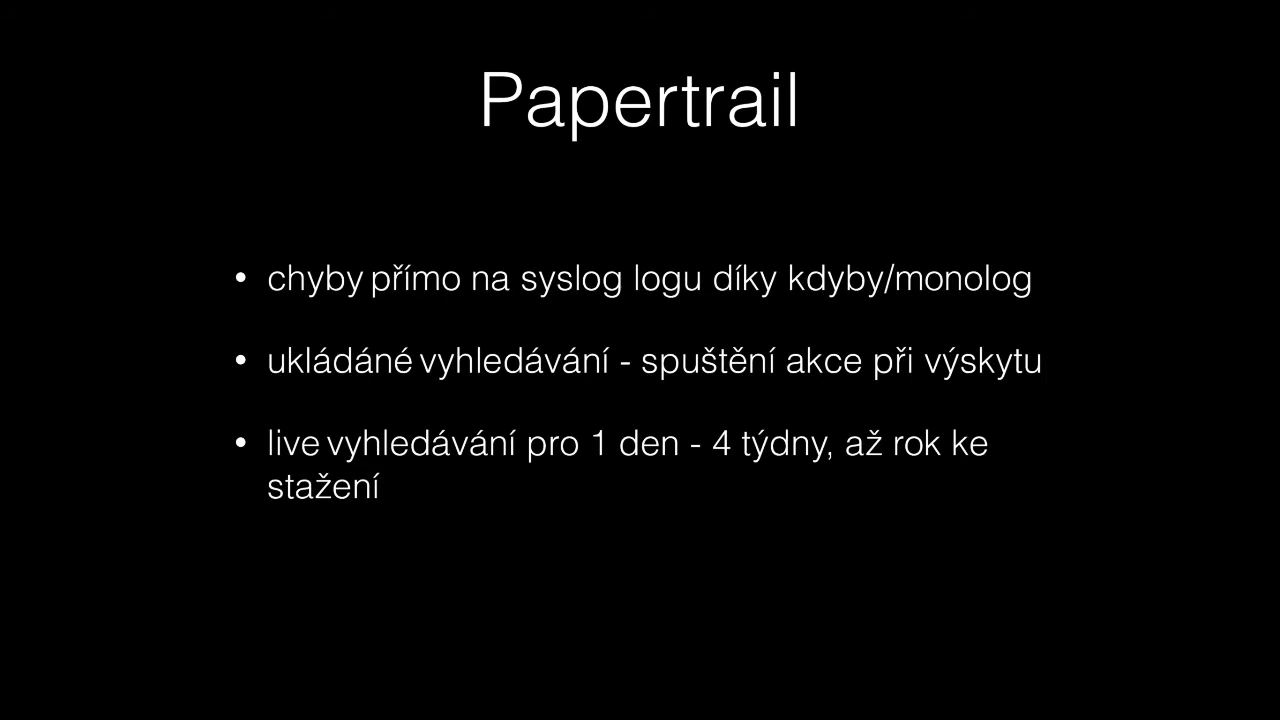 Papertrail
• chyby přímo na syslog logu díky kdyby/monolog
• ukládáné vyhledávání - spuštění akce při výskytu
• live vyhledávání pro 1 den - 4 týdny, až rok ke
stažení